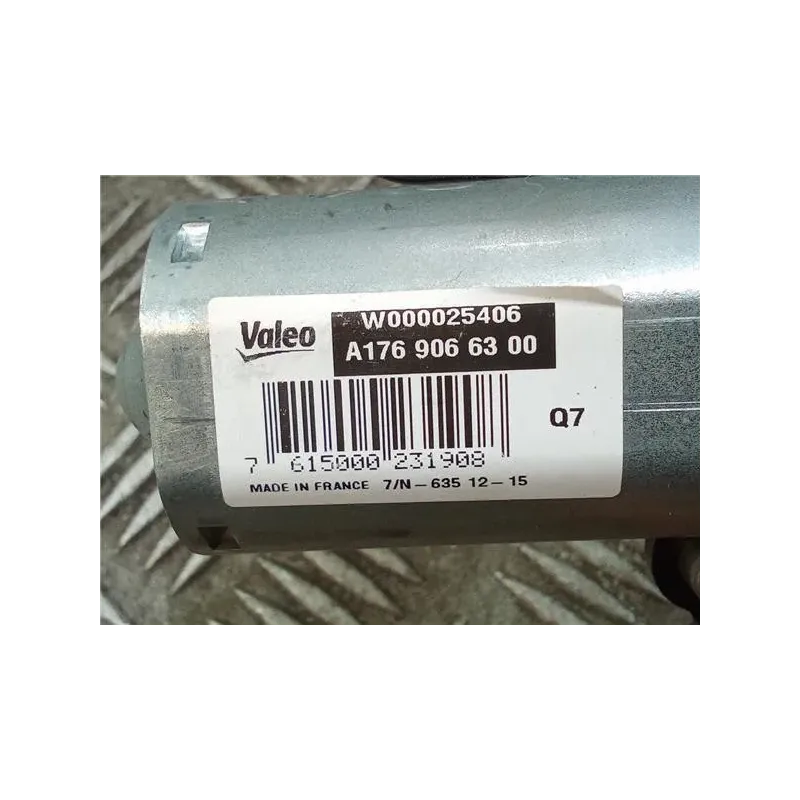 Valeo
W000025406
A176 906 63 00
Q7
7 615000 231908
MADE IN FRANCE 7/N-635 12-15